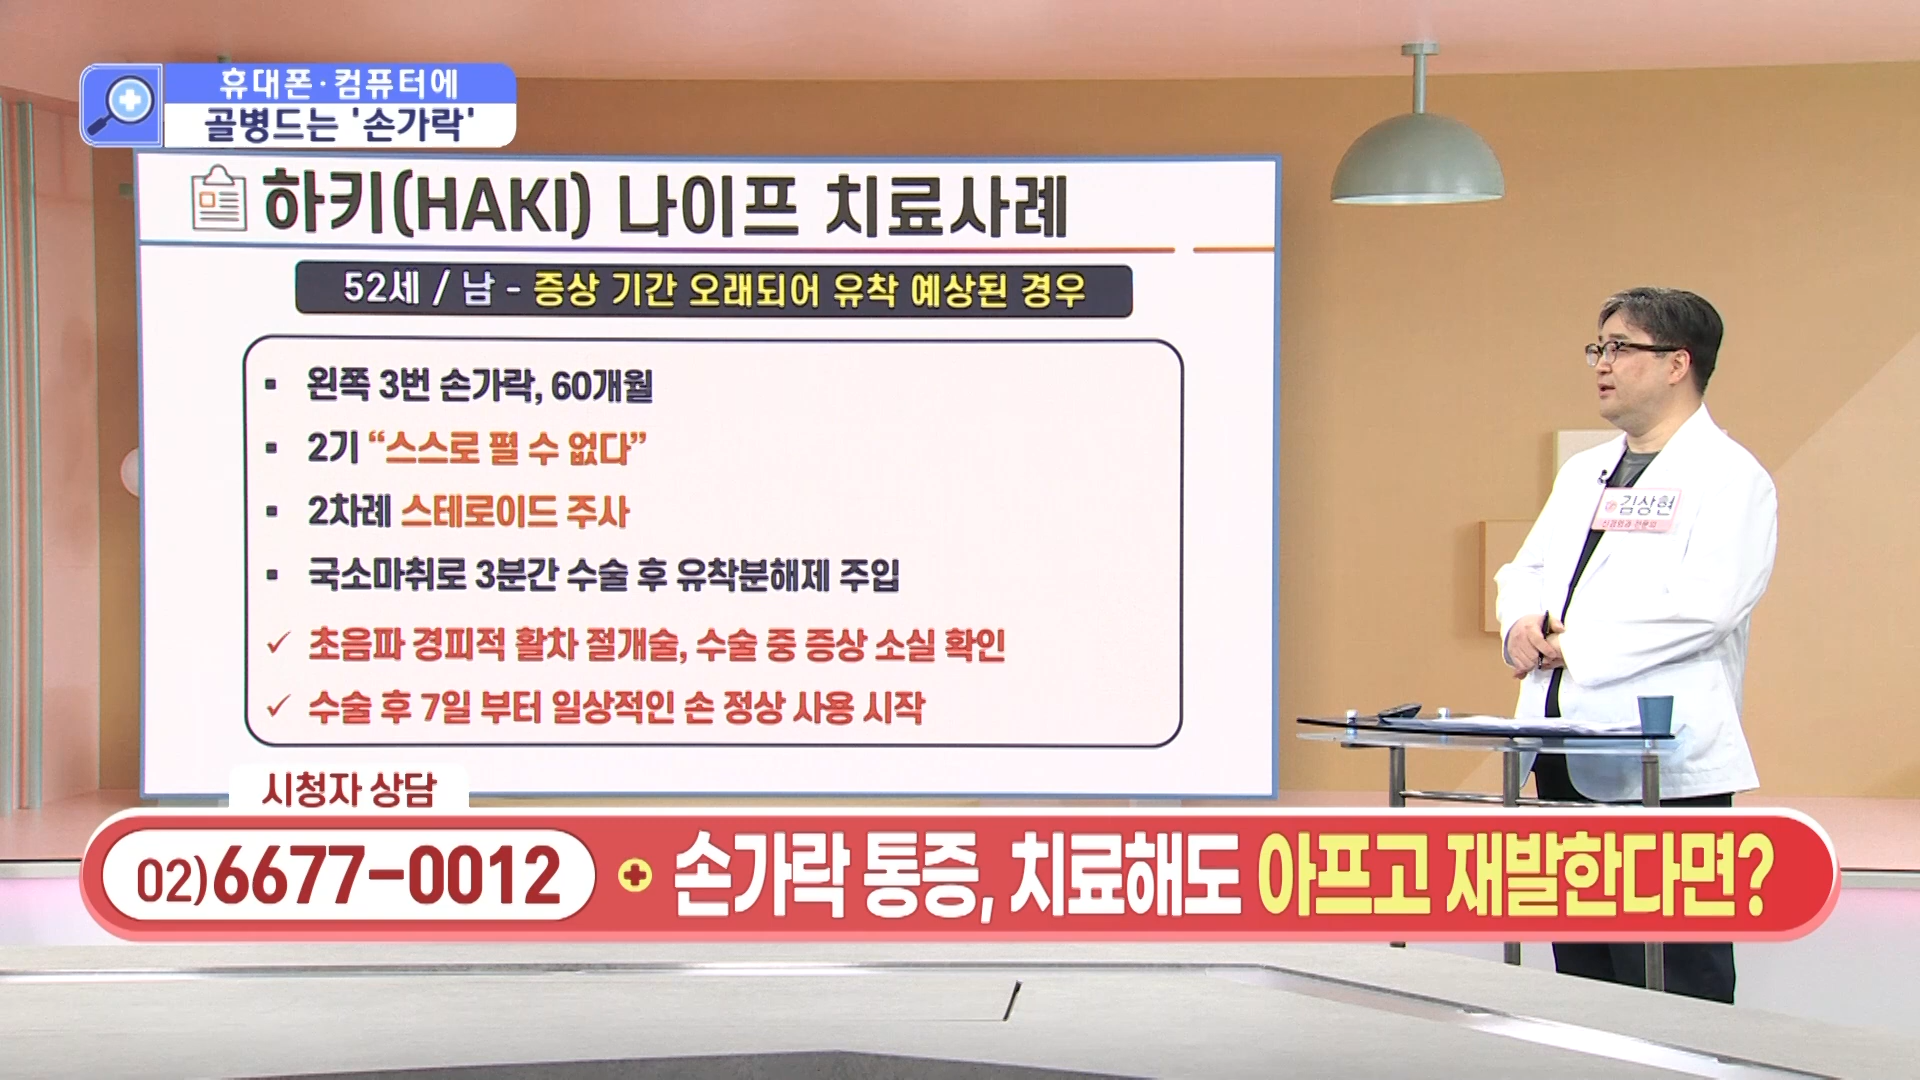 휴대폰·컴퓨터에
골병드는 '손가락'
하키(HAKI) 나이프 치료사례
52세 / 남 - 증상 기간 오래되어 유착 예상된 경우
▪ 왼쪽 3번 손가락, 60개월
▪ 2기 “스스로 펼 수 없다”
▪ 2차례 스테로이드 주사
▪ 국소마취로 3분간 수술 후 유착분해제 주입
✓ 초음파 경피적 활차 절개술, 수술 중 증상 소실 확인
✓ 수술 후 7일 부터 일상적인 손 정상 사용 시작
김상현
신경외과 전문의
시청자 상담
02)6677-0012
손가락 통증, 치료해도 아프고 재발한다면?